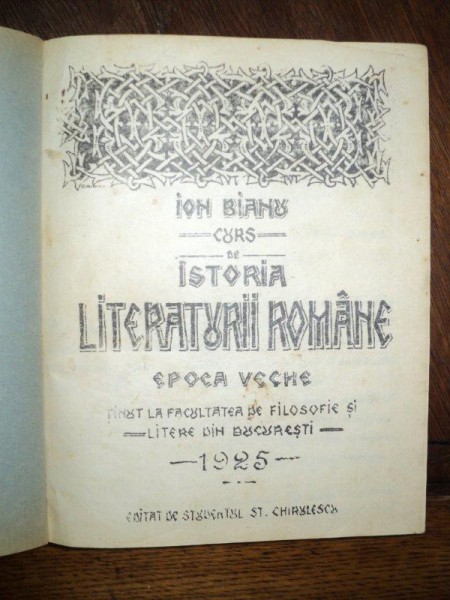 ION BIANU
CURS
DE
ISTORIA
LITERATURII ROMÂNE
EPOCA VECHE
ȚINUT LA FACULTATEA DE FILOSOFIE ȘI
LITERE DIN BUCUREȘTI
1925
EDITAT DE STUDENTUL ST. CHIRULESCU